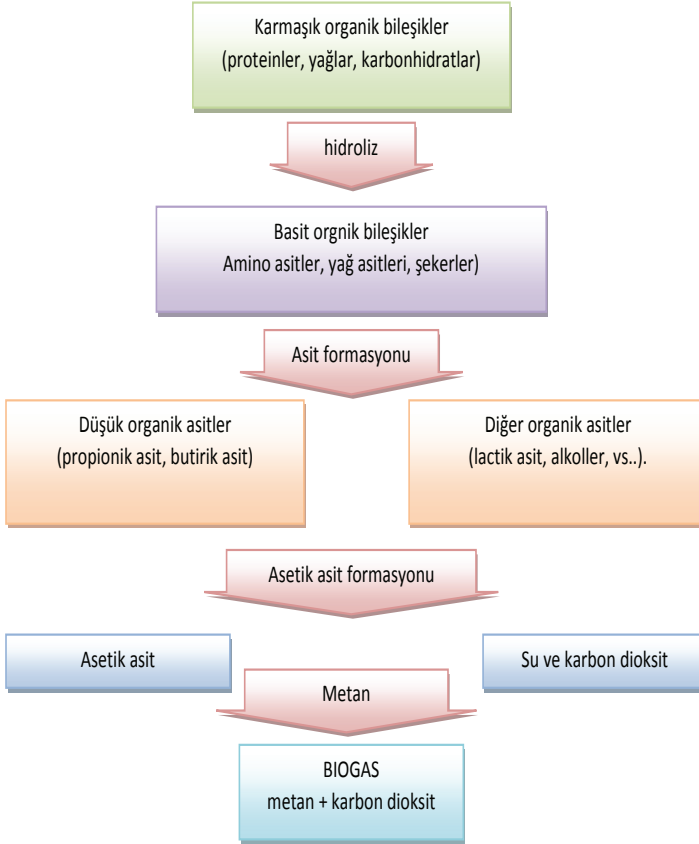 Karmaşık organik bileşikler
(proteinler, yağlar, karbonhidratlar)
hidroliz
Basit orgnik bileşikler
Amino asitler, yağ asitleri, şekerler)
Asit formasyonu
Düşük organik asitler
(propionik asit, butirik asit)
Diğer organik asitler
(lactik asit, alkoller, vs..).
Asetik asit formasyonu
Asetik asit
Su ve karbon dioksit
Metan
BIOGAS
metan + karbon dioksit